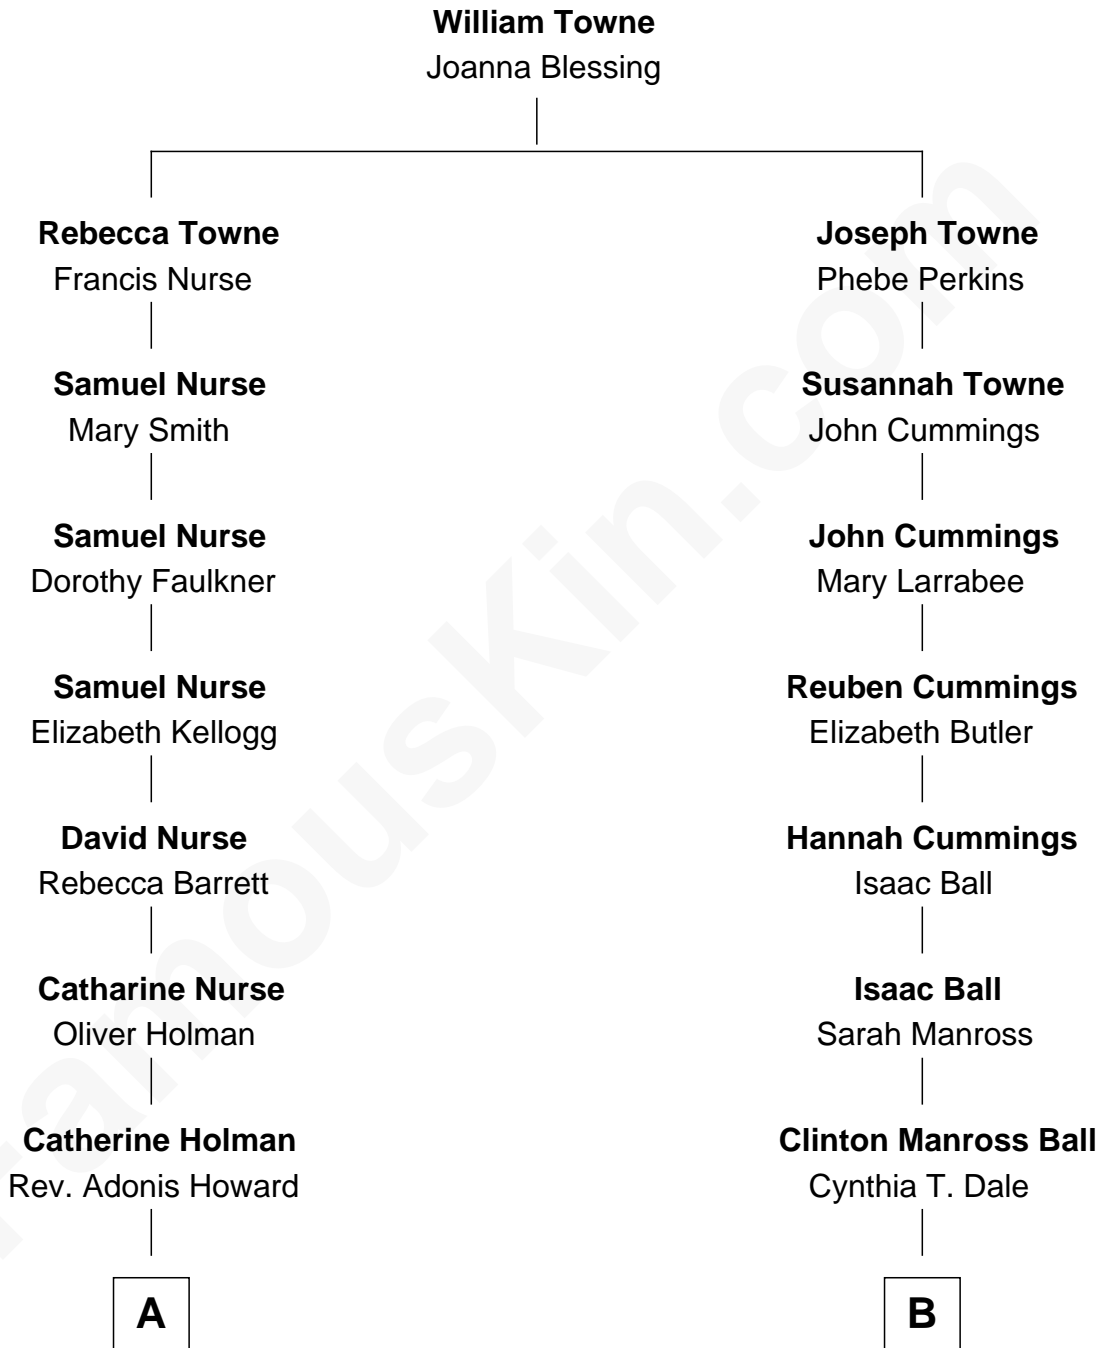 William Towne
Joanna Blessing
Rebecca Towne
Francis Nurse
Joseph Towne
Phebe Perkins
Samuel Nurse
Mary Smith
Susannah Towne
John Cummings
Samuel Nurse
Dorothy Faulkner
John Cummings
Mary Larrabee
Samuel Nurse
Elizabeth Kellogg
Reuben Cummings
Elizabeth Butler
David Nurse
Rebecca Barrett
Hannah Cummings
Isaac Ball
Catharine Nurse
Oliver Holman
Isaac Ball
Sarah Manross
Catherine Holman
Rev. Adonis Howard
Clinton Manross Ball
Cynthia T. Dale
A
B
FamousKin.com